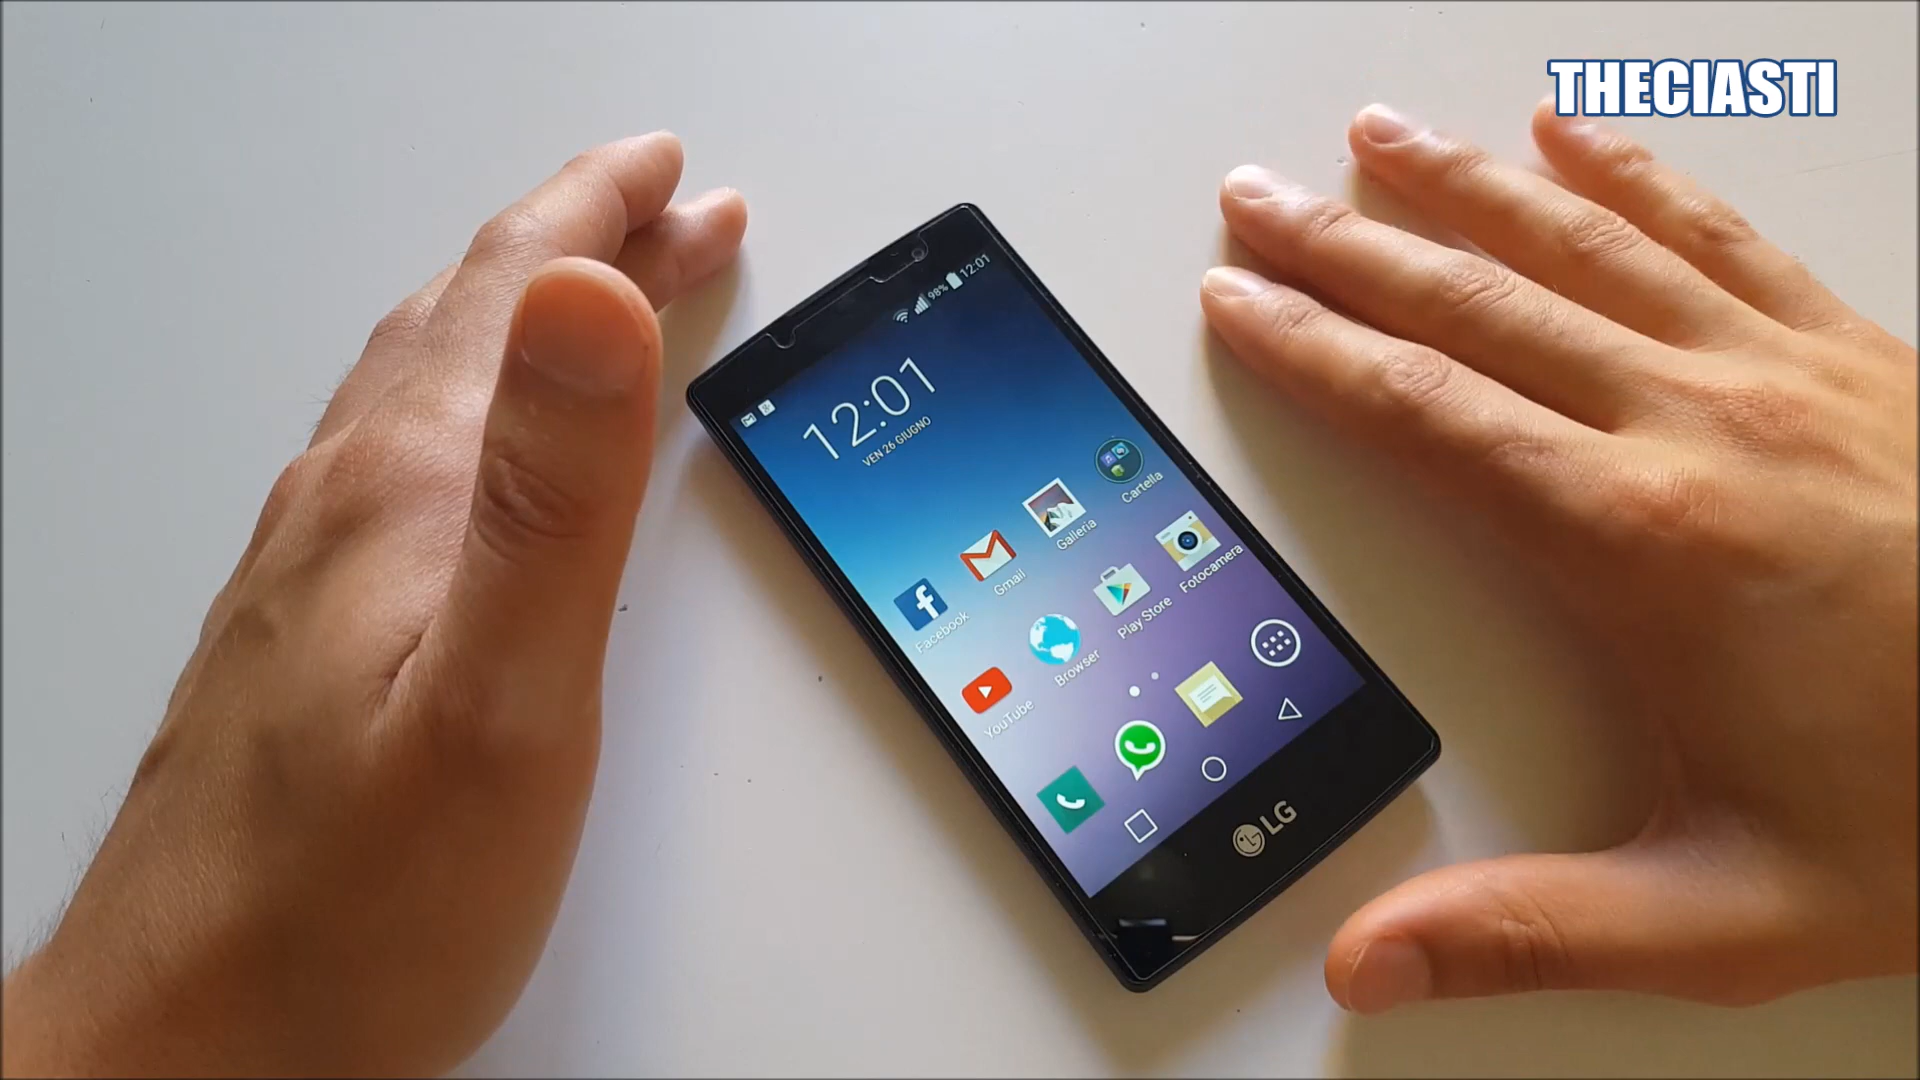 THECIASTI
98% 12:01
12:01
VEN 26 GIUGNO
Cartella
Galleria
Gmail
Facebook
Fotocamera
Play Store
Browser
YouTube
LG